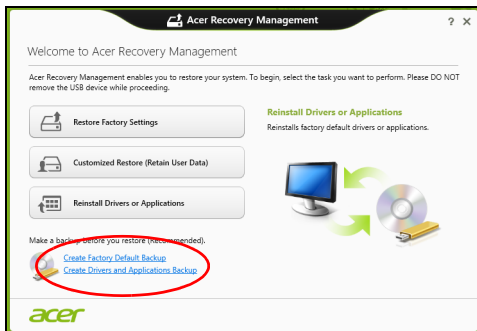 Acer Recovery Management
Welcome to Acer Recovery Management
Acer Recovery Management enables you to restore your system. To begin, select the task you want to perform. Please DO NOT
remove the USB device while proceeding.
Restore Factory Settings
Customized Restore (Retain User Data)
Reinstall Drivers or Applications
Reinstall Drivers or Applications
Reinstalls factory default drivers or applications.
Make a backup before you restore (Recommended).
Create Factory Default Backup
Create Drivers and Applications Backup
acer